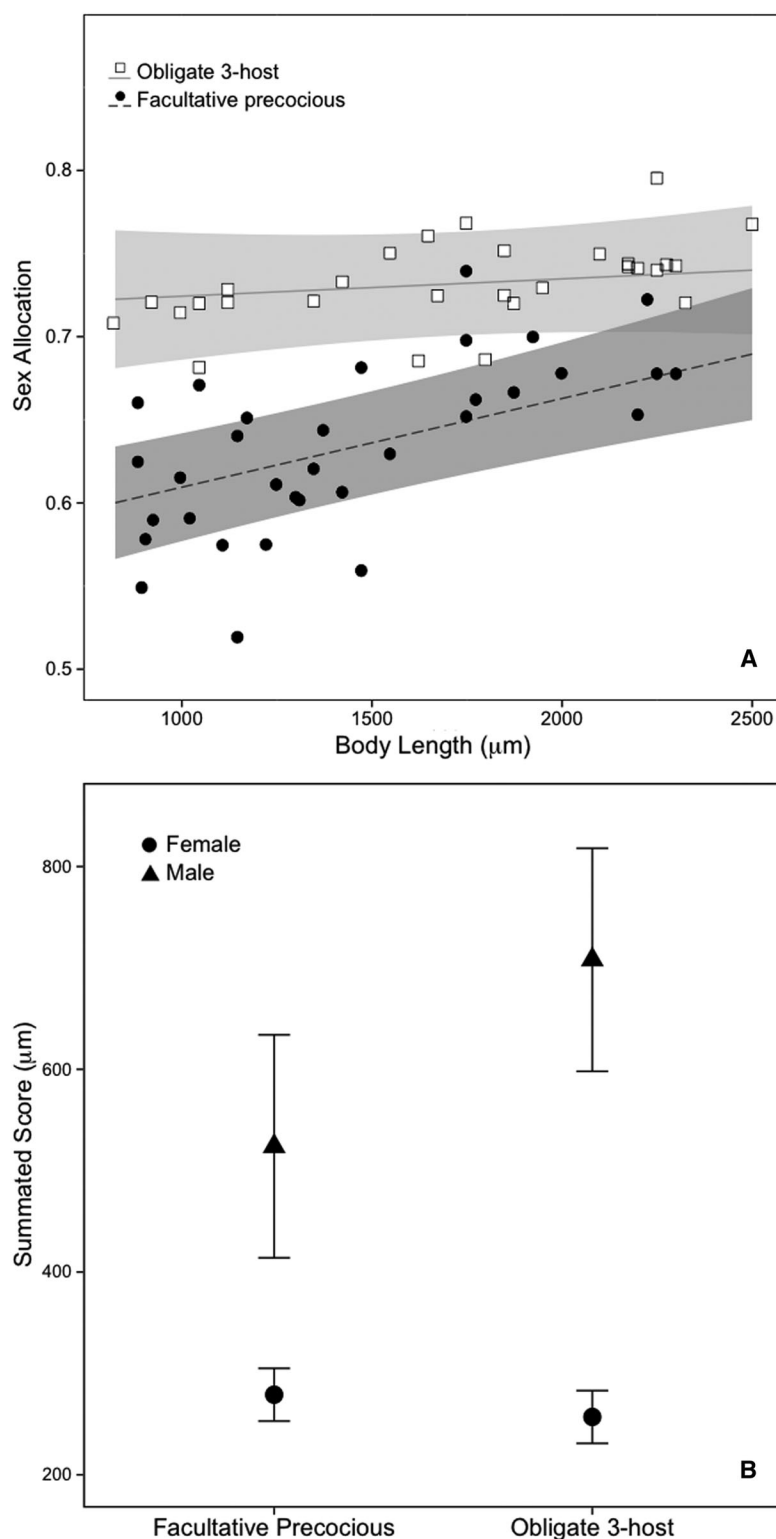 Obligate 3-host
Facultative precocious
0.8
0.7
0.6
0.5
Sex Allocation
A
1000 1500 2000 2500
Body Length (μm)
Female
Male
800
600
400
200
Summated Score (μm)
B
Facultative Precocious Obligate 3-host